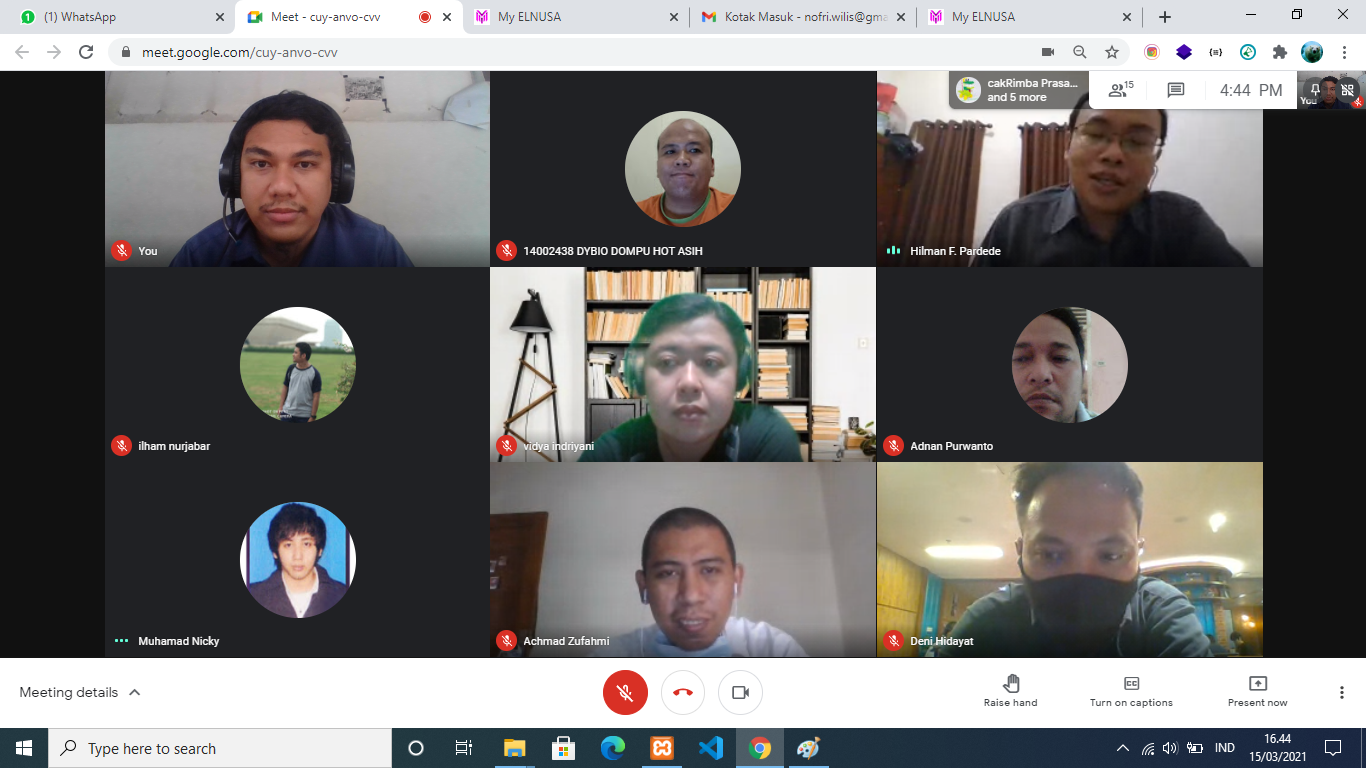 (1) WhatsApp
Meet - cuy-anvo-cvv
My ELNUSA
Kotak Masuk - nofri.wilis@gma
My ELNUSA
meet.google.com/cuy-anvo-cvv
cakRimba Prasa...
and 5 more
15
4:44 PM
You
You
14002438 DYBIO DOMPU HOT ASIH
Hilman F. Pardede
ilham nurjabar
vidya indriyani
Adnan Purwanto
Muhamad Nicky
Achmad Zufahmi
Deni Hidayat
Meeting details
Raise hand
Turn on captions
Present now
Type here to search
IND
16.44
15/03/2021